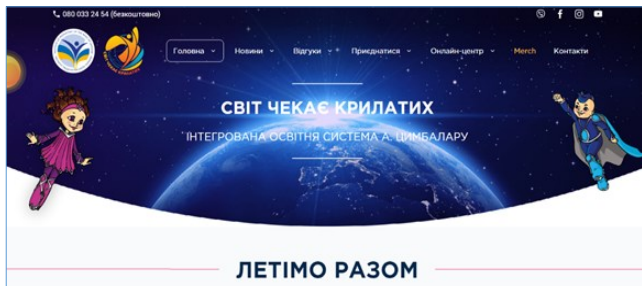 080 033 24 54 (безкоштовно)
Головна Новини Відгуки Приєднатися Онлайн-центр Merch Контакти
СВІТ ЧЕКАЄ КРИЛАТИХ
ІНТЕГРОВАНА ОСВІТНЯ СИСТЕМА А. ЦИМБАЛАРУ
ЛЕТІМО РАЗОМ